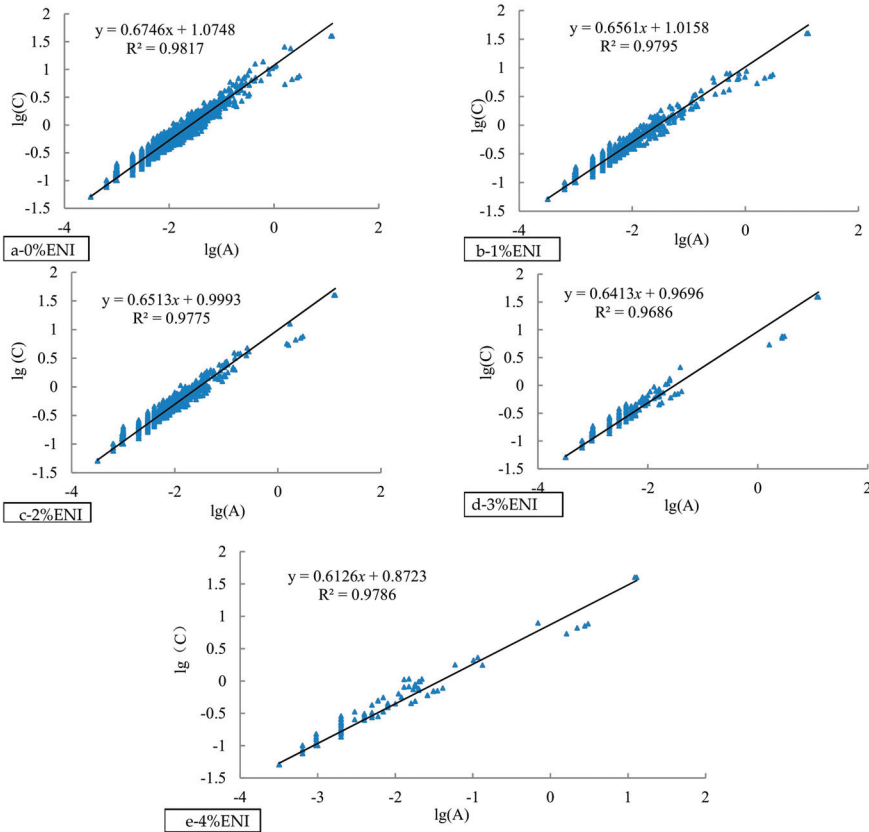 y = 0.6746x + 1.0748
R² = 0.9817
lg(C)
2
1.5
1
0.5
0
-0.5
-1
-1.5
-4 -2 0 2
lg(A)
a-0%ENI
y = 0.6561x + 1.0158
R² = 0.9795
lg(C)
2
1.5
1
0.5
0
-0.5
-1
-1.5
-4 -2 0 2
lg(A)
b-1%ENI
y = 0.6513x + 0.9993
R² = 0.9775
lg (C)
2
1.5
1
0.5
0
-0.5
-1
-1.5
-4 -2 0 2
lg(A)
c-2%ENI
y = 0.6413x + 0.9696
R² = 0.9686
lg(C)
2
1.5
1
0.5
0
-0.5
-1
-1.5
-4 -2 0 2
lg(A)
d-3%ENI
y = 0.6126x + 0.8723
R² = 0.9786
lg（C）
2
1.5
1
0.5
0
-0.5
-1
-1.5
-4 -3 -2 -1 0 1 2
lg(A)
e-4%ENI